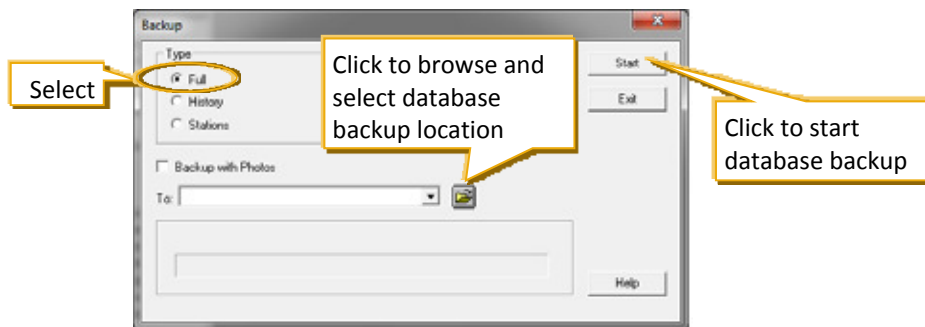 Backup
Type
Full
History
Stations
Select
Click to browse and
select database
backup location
Start
Exit
Click to start
database backup
Backup with Photos
To:
Help